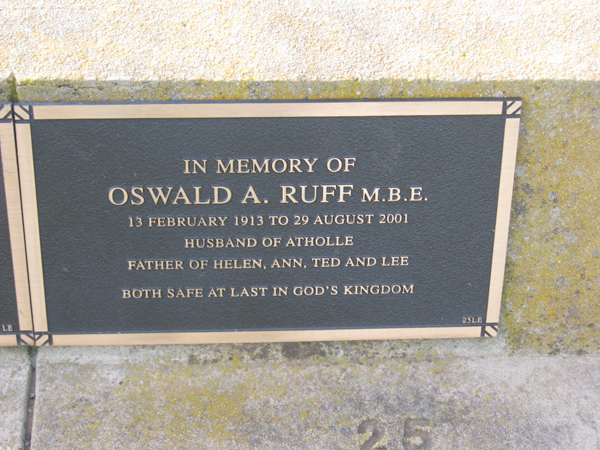 IN MEMORY OF
OSWALD A. RUFF M.B.E.
13 FEBRUARY 1913 TO 29 AUGUST 2001
HUSBAND OF ATHOLLE
FATHER OF HELEN, ANN, TED AND LEE
BOTH SAFE AT LAST IN GOD'S KINGDOM
LE
25LE
25